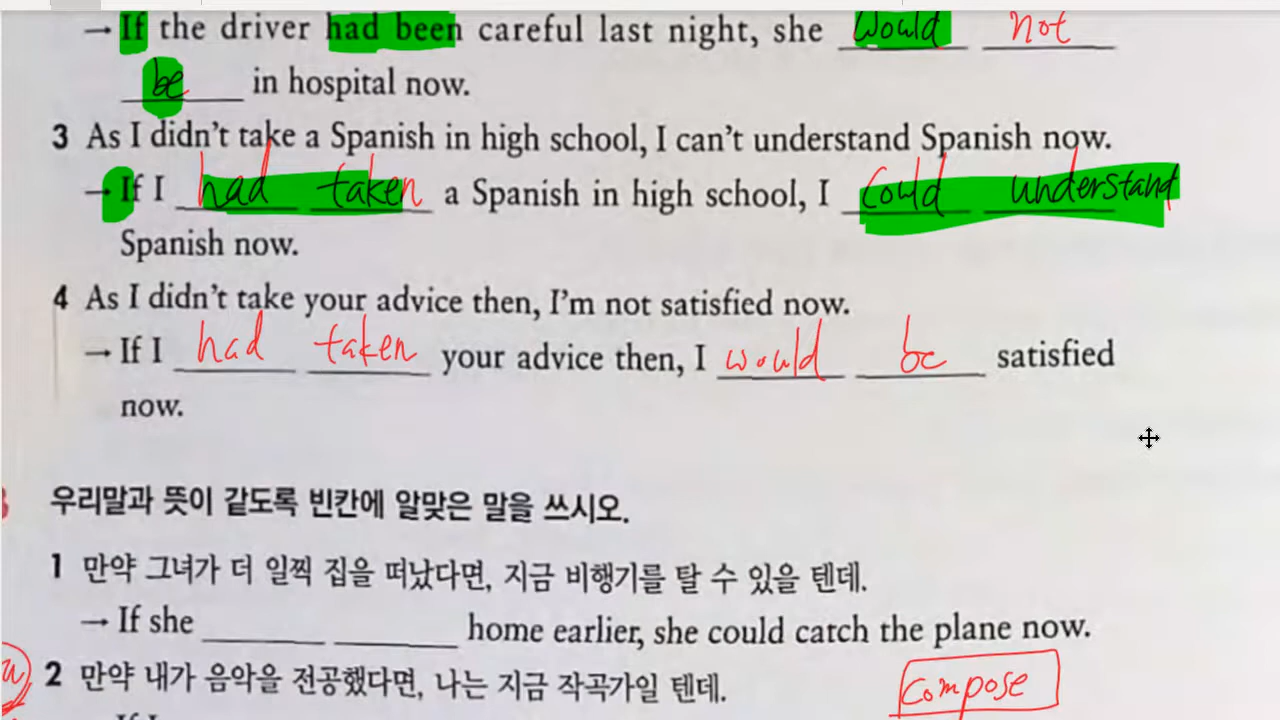 → If the driver had been careful last night, she would not
be in hospital now.
3 As I didn't take a Spanish in high school, I can't understand Spanish now.
→ If I had taken a Spanish in high school, I could understand
Spanish now.
4 As I didn't take your advice then, I'm not satisfied now.
→ If I had taken your advice then, I would be satisfied
now.
우리말과 뜻이 같도록 빈칸에 알맞은 말을 쓰시오.
1 만약 그녀가 더 일찍 집을 떠났다면, 지금 비행기를 탈 수 있을 텐데.
→ If she ______ ______ home earlier, she could catch the plane now.
2 만약 내가 음악을 전공했다면, 나는 지금 작곡가일 텐데.
compose